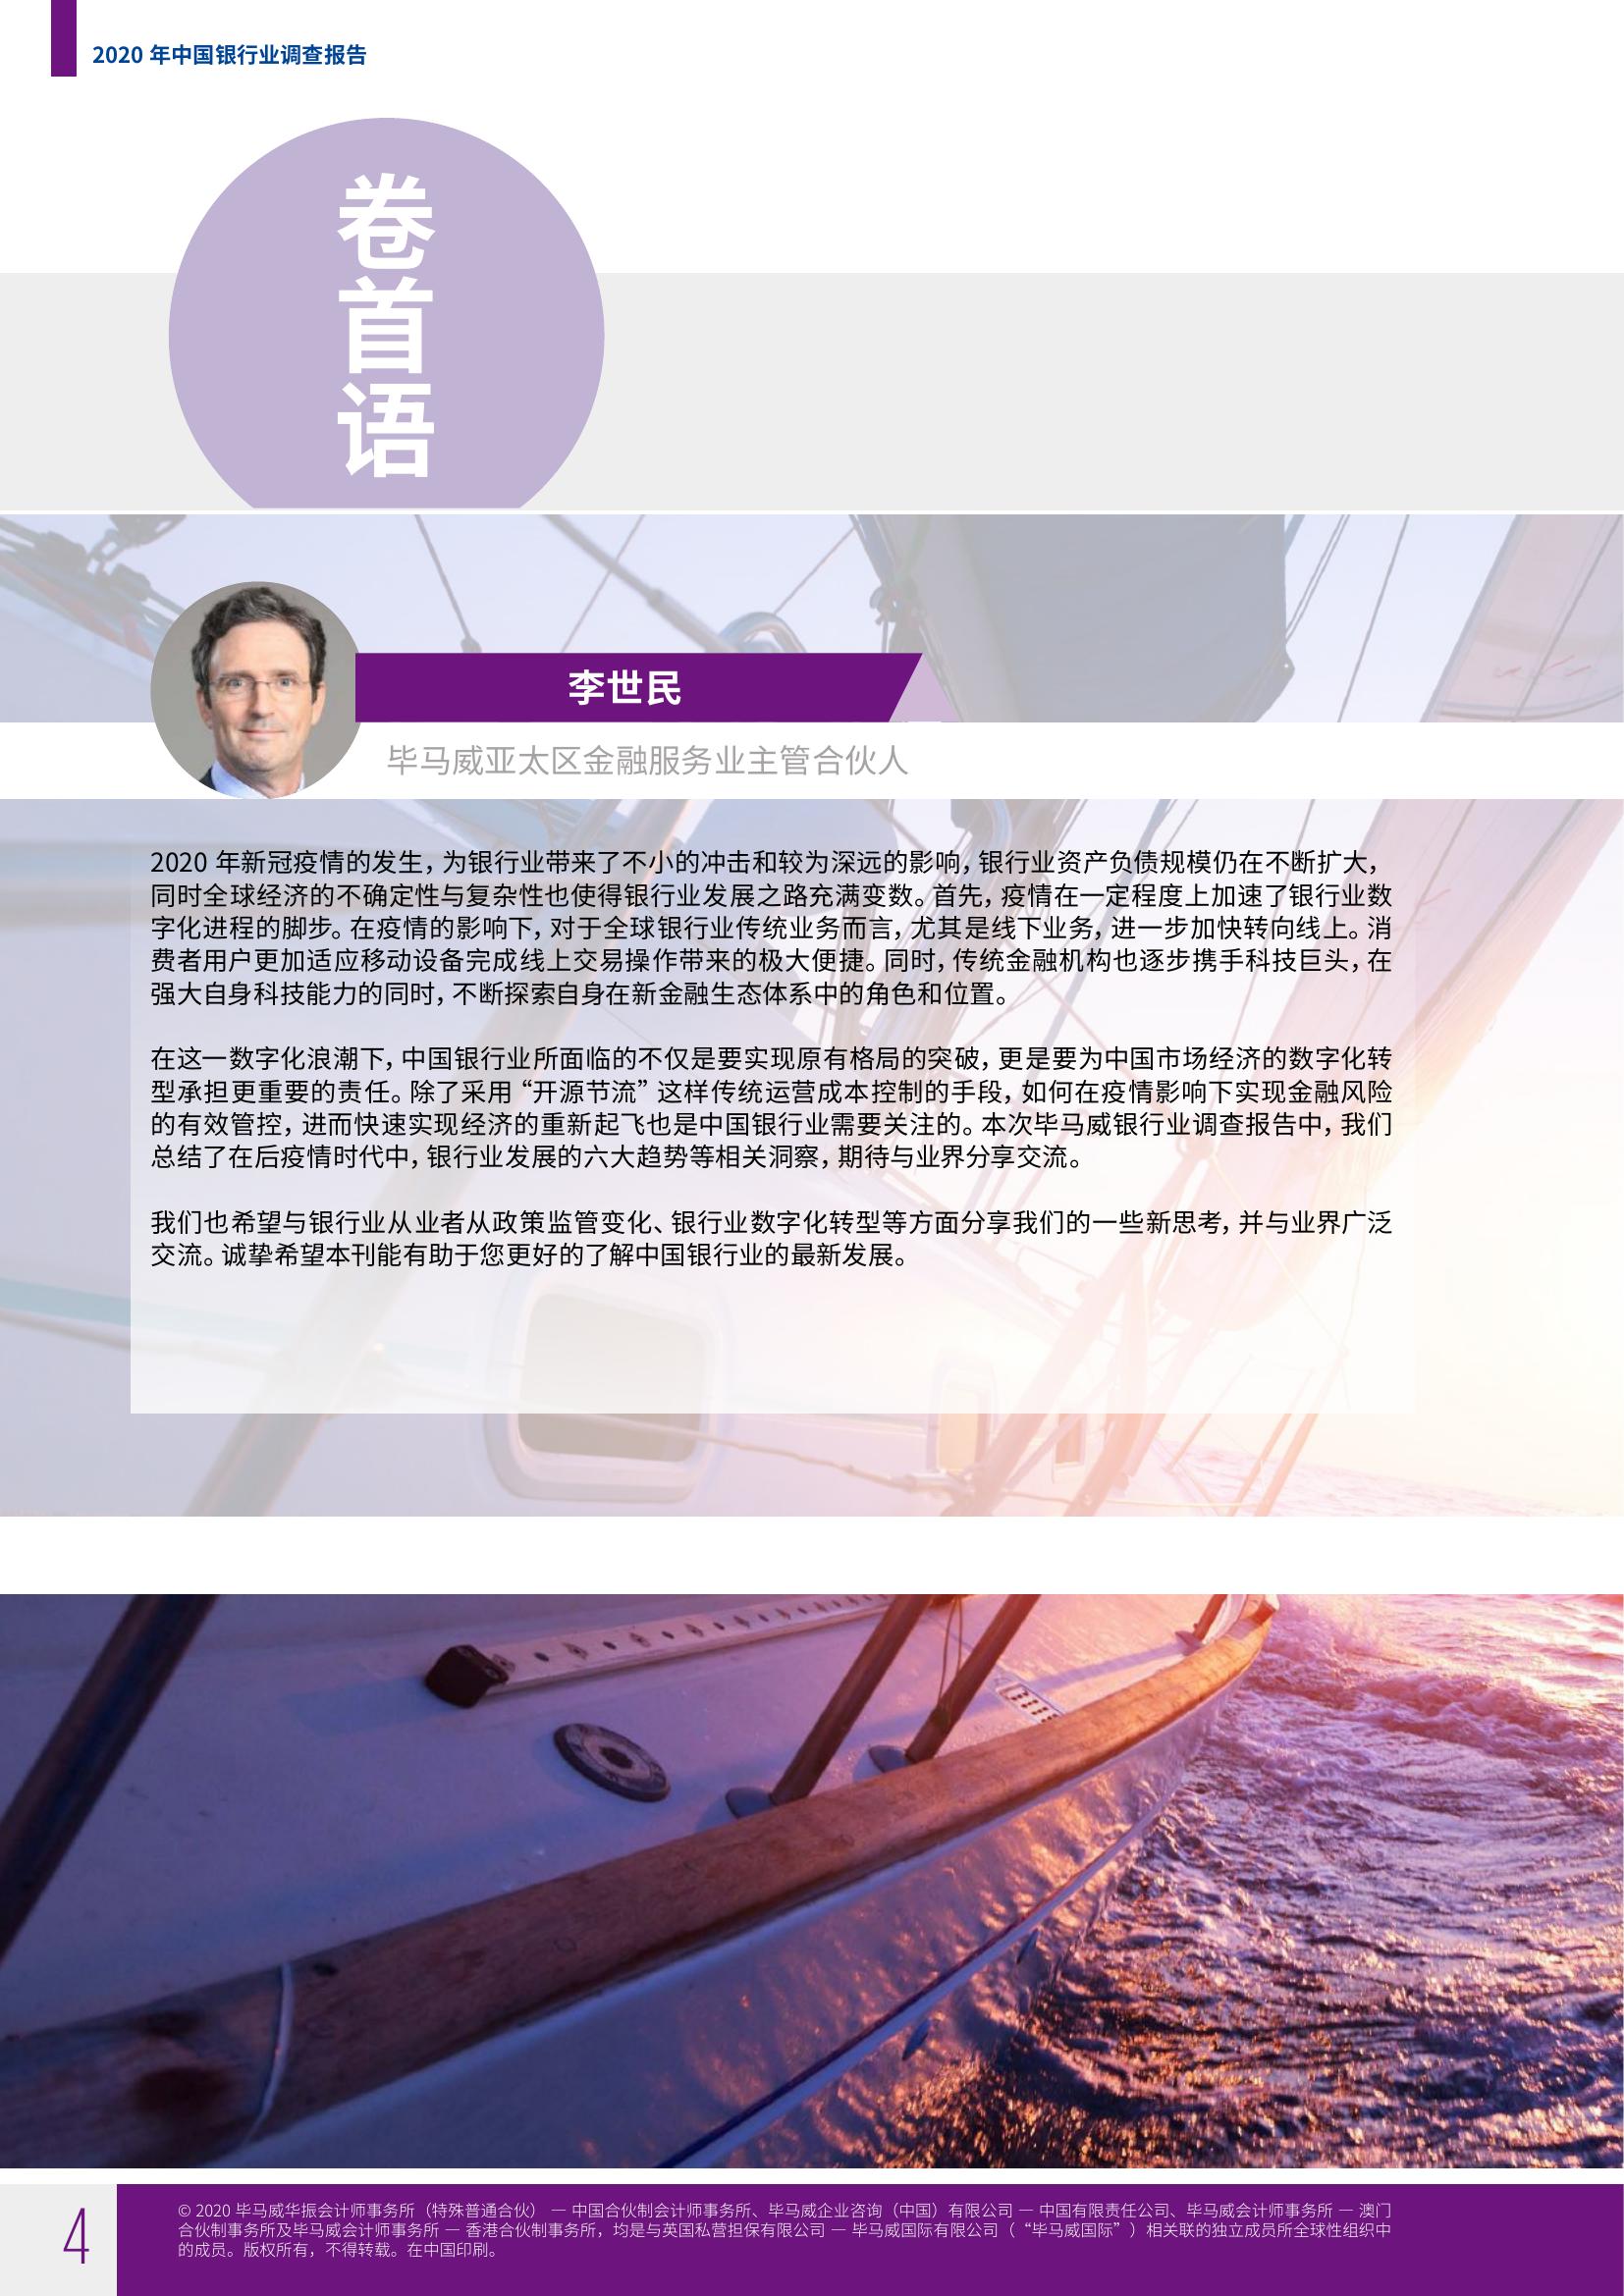 2020 年中国银行业调查报告
卷
首
语
李世民
毕马威亚太区金融服务业主管合伙人
2020 年新冠疫情的发生，为银行业带来了不小的冲击和较为深远的影响，银行业资产负债规模仍在不断扩大，
同时全球经济的不确定性与复杂性也使得银行业发展之路充满变数。首先，疫情在一定程度上加速了银行业数
字化进程的脚步。在疫情的影响下，对于全球银行业传统业务而言，尤其是线下业务，进一步加快转向线上。消
费者用户更加适应移动设备完成线上交易操作带来的极大便捷。同时，传统金融机构也逐步携手科技巨头，在
强大自身科技能力的同时，不断探索自身在新金融生态体系中的角色和位置。
在这一数字化浪潮下，中国银行业所面临的不仅是要实现原有格局的突破，更是要为中国市场经济的数字化转
型承担更重要的责任。除了采用“开源节流”这样传统运营成本控制的手段，如何在疫情影响下实现金融风险
的有效管控，进而快速实现经济的重新起飞也是中国银行业需要关注的。本次毕马威银行业调查报告中，我们
总结了在后疫情时代中，银行业发展的六大趋势等相关洞察，期待与业界分享交流。
我们也希望与银行业从业者从政策监管变化、银行业数字化转型等方面分享我们的一些新思考，并与业界广泛
交流。诚挚希望本刊能有助于您更好的了解中国银行业的最新发展。
4
© 2020 毕马威华振会计师事务所（特殊普通合伙） — 中国合伙制会计师事务所、毕马威企业咨询（中国）有限公司 — 中国有限责任公司、毕马威会计师事务所 — 澳门
合伙制事务所及毕马威会计师事务所 — 香港合伙制事务所，均是与英国私营担保有限公司 — 毕马威国际有限公司（“毕马威国际”）相关联的独立成员所全球性组织中
的成员。版权所有，不得转载。在中国印刷。